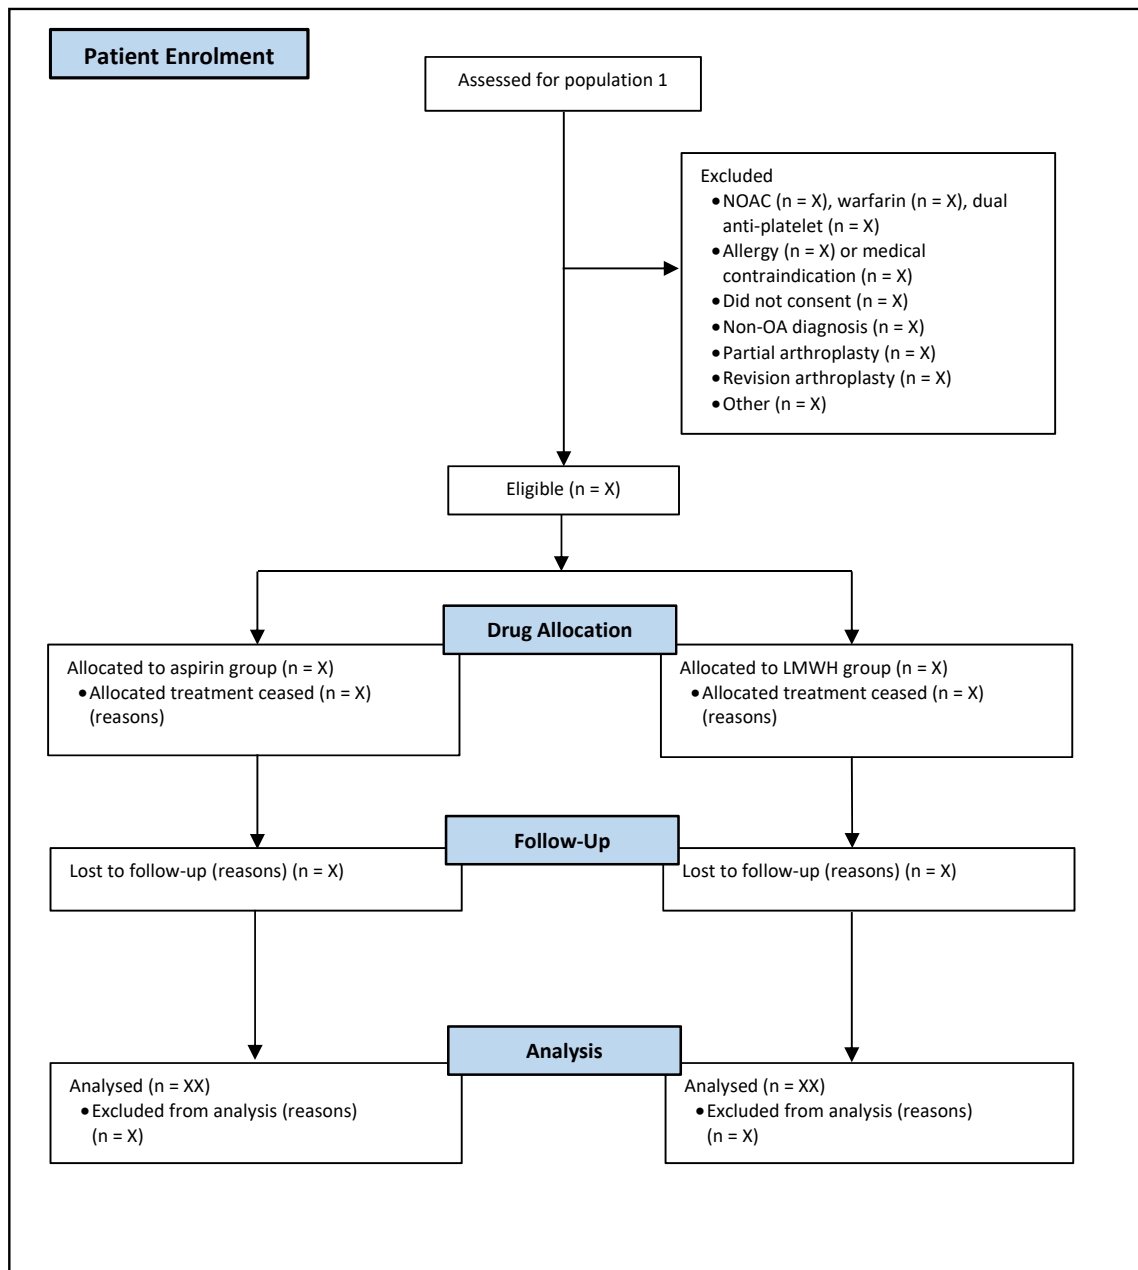 Patient Enrolment
Assessed for population 1
Excluded
•NOAC (n = X), warfarin (n = X), dual
anti-platelet (n = X)
•Allergy (n = X) or medical
contraindication (n = X)
•Did not consent (n = X)
•Non-OA diagnosis (n = X)
•Partial arthroplasty (n = X)
•Revision arthroplasty (n = X)
•Other (n = X)
Eligible (n = X)
Drug Allocation
Allocated to aspirin group (n = X)
•Allocated treatment ceased (n = X)
(reasons)
Allocated to LMWH group (n = X)
•Allocated treatment ceased (n = X)
(reasons)
Follow-Up
Lost to follow-up (reasons) (n = X)
Lost to follow-up (reasons) (n = X)
Analysis
Analysed (n = XX)
•Excluded from analysis (reasons)
(n = X)
Analysed (n = XX)
•Excluded from analysis (reasons)
(n = X)